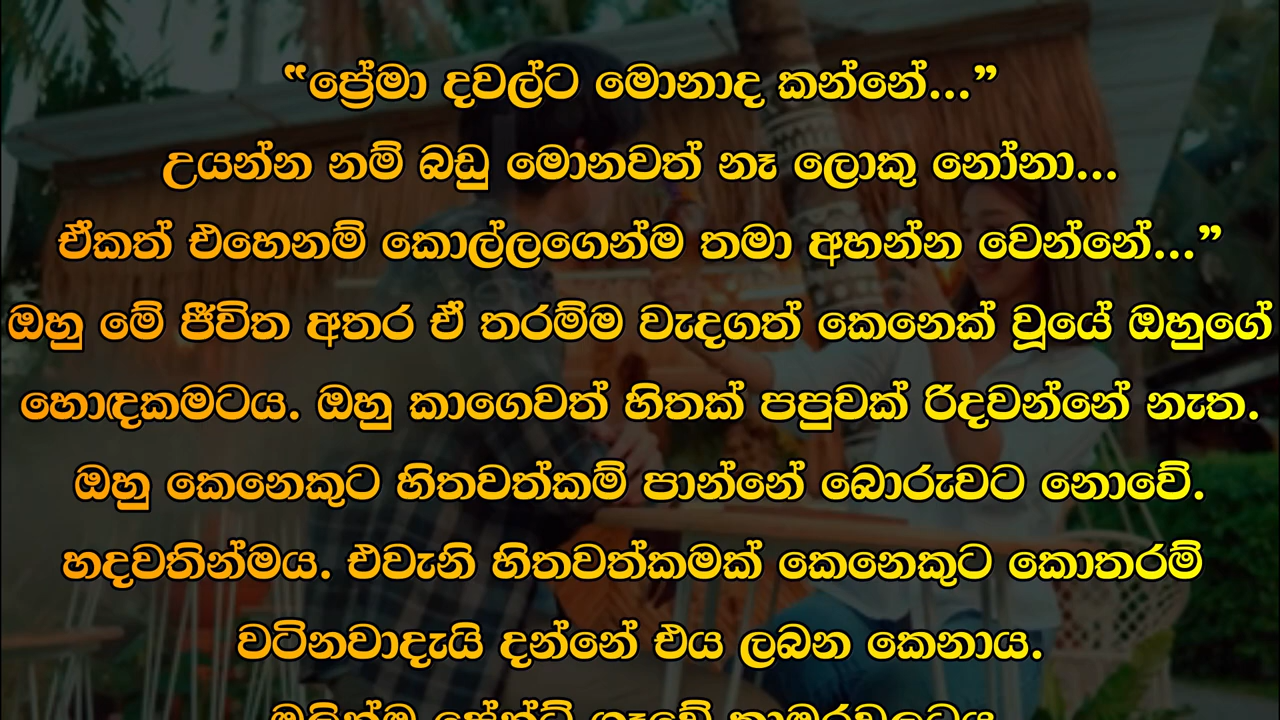 “ප්‍රේමා දවල්ට මොනාද කන්නේ...”
උයන්න නම් බඩු මොනවත් නෑ ලොකු නෝනා...
ඒකත් එහෙනම් කොල්ලගෙන්ම තමා අහන්න වෙන්නේ...”
ඔහු මේ ජීවිත අතර ඒ තරම්ම වැදගත් කෙනෙක් වූයේ ඔහුගේ
හොඳකමටය. ඔහු කාගෙවත් හිතක් පපුවක් රිදවන්නේ නැත.
ඔහු කෙනෙකුට හිතවත්කම් පාන්නේ බොරුවට නොවේ.
හදවතින්මය. එවැනි හිතවත්කමක් කෙනෙකුට කොතරම්
වටිනවාදැයි දන්නේ එය ලබන කෙනාය.